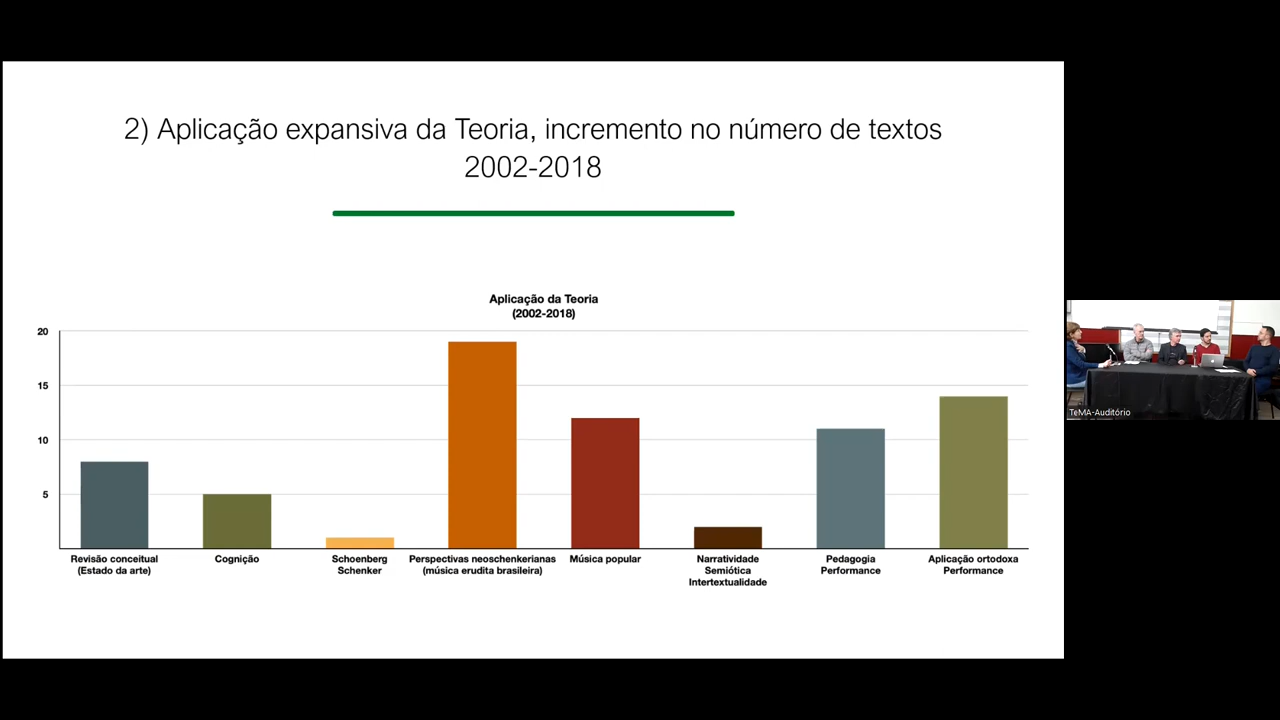 2) Aplicação expansiva da Teoria, incremento no número de textos
2002-2018
Aplicação da Teoria
(2002-2018)
20
15
10
5
Revisão conceitual
(Estado da arte)
Cognição
Schoenberg
Schenker
Perspectivas neoschenkerianas
(música erudita brasileira)
Música popular
Narratividade
Semiótica
Intertextualidade
Pedagogia
Performance
Aplicação ortodoxa
Performance
TeMA-Auditório